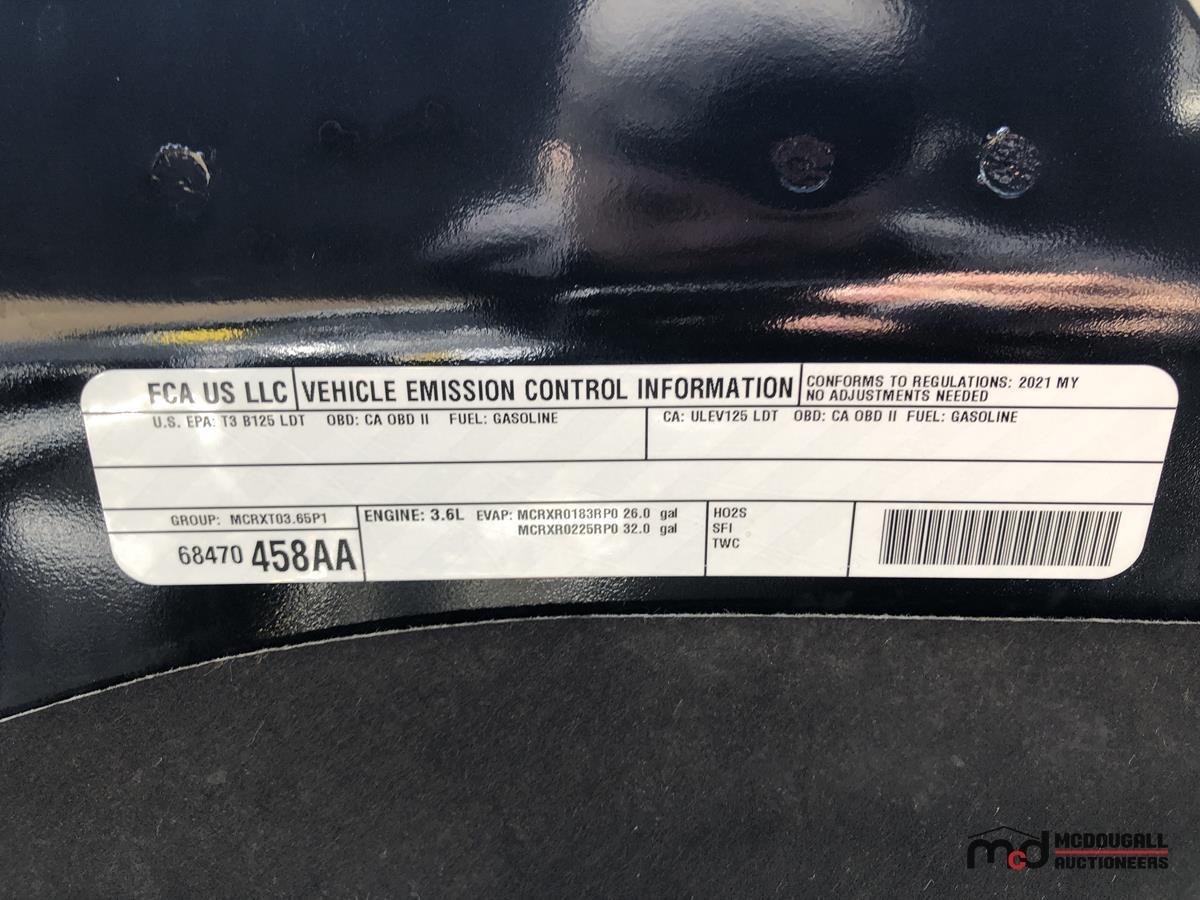 FCA US LLC VEHICLE EMISSION CONTROL INFORMATION CONFORMS TO REGULATIONS: 2021 MY
NO ADJUSTMENTS NEEDED
U.S. EPA: T3 B125 LDT OBD: CA OBD II FUEL: GASOLINE CA: ULEV125 LDT OBD: CA OBD II FUEL: GASOLINE
GROUP: MCRXT03.65P1
68470 458AA
ENGINE: 3.6L EVAP: MCRXR0183RP0 26.0 gal
MCRXR0225RP0 32.0 gal
HO2S
SFI
TWC
mcd MCDOUGALL
AUCTIONEERS